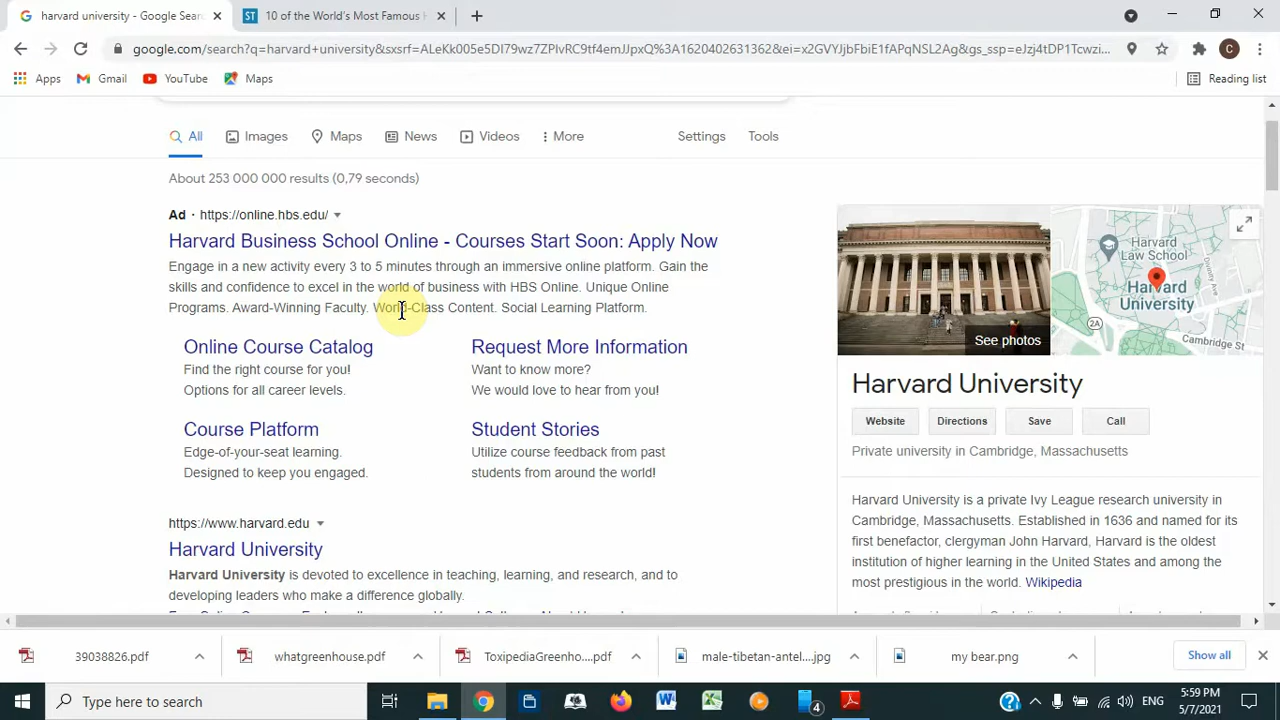 harvard university - Google Sear
10 of the World's Most Famous H
google.com/search?q=harvard+university&sxsrf=ALeKk005e5DI79wz7ZPIvRC9tf4emJJpxQ%3A1620402631362&ei=x2GVYJjbFbiE1fAPqNSL2Ag&gs_ssp=eJzj4tDP1Tcwzi...
Apps
Gmail
YouTube
Maps
Reading list
All
Images
Maps
News
Videos
More
Settings
Tools
About 253 000 000 results (0,79 seconds)
Ad · https://online.hbs.edu/
Harvard Business School Online - Courses Start Soon: Apply Now
Engage in a new activity every 3 to 5 minutes through an immersive online platform. Gain the
skills and confidence to excel in the world of business with HBS Online. Unique Online
Programs. Award-Winning Faculty. World-Class Content. Social Learning Platform.
Online Course Catalog
Find the right course for you!
Options for all career levels.
Request More Information
Want to know more?
We would love to hear from you!
Course Platform
Edge-of-your-seat learning.
Designed to keep you engaged.
Student Stories
Utilize course feedback from past
students from around the world!
https://www.harvard.edu
Harvard University
Harvard University is devoted to excellence in teaching, learning, and research, and to
developing leaders who make a difference globally.
See photos
Harvard
Law School
Harvard
University
2A
Cambridge St
Harvard University
Website
Directions
Save
Call
Private university in Cambridge, Massachusetts
Harvard University is a private Ivy League research university in
Cambridge, Massachusetts. Established in 1636 and named for its
first benefactor, clergyman John Harvard, Harvard is the oldest
institution of higher learning in the United States and among the
most prestigious in the world. Wikipedia
39038826.pdf
whatgreenhouse.pdf
ToxipediaGreenho....pdf
male-tibetan-antel....jpg
my bear.png
Show all
Type here to search
4
ENG
5:59 PM
5/7/2021